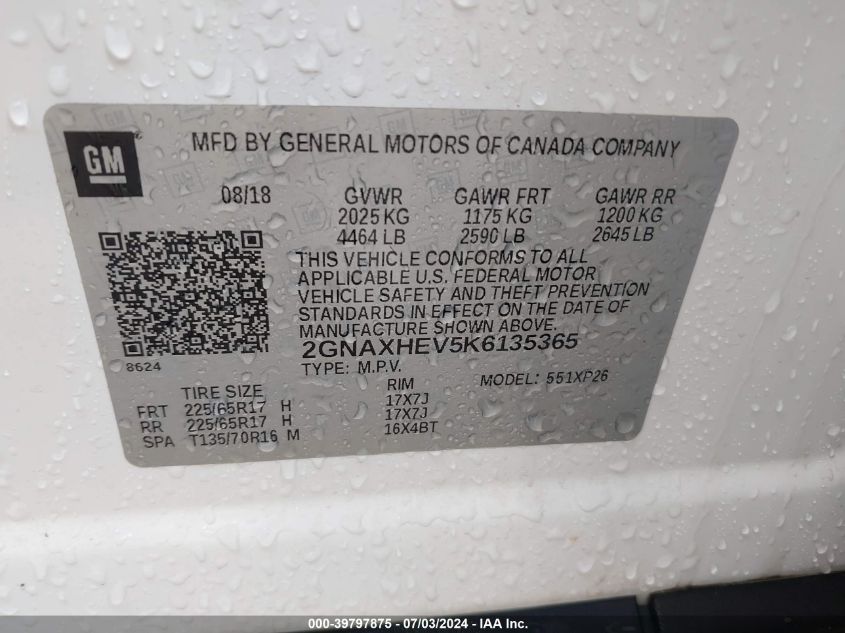 GM
MFD BY GENERAL MOTORS OF CANADA COMPANY
08/18 GVWR GAWR FRT GAWR RR
2025 KG 1175 KG 1200 KG
4464 LB 2590 LB 2645 LB
THIS VEHICLE CONFORMS TO ALL
APPLICABLE U.S. FEDERAL MOTOR
VEHICLE SAFETY AND THEFT PREVENTION
STANDARDS IN EFFECT ON THE DATE OF
MANUFACTURE SHOWN ABOVE.
2GNAXHEV5K6135365
8624
TYPE: M.P.V. MODEL: 551XP26
TIRE SIZE RIM
FRT 225/65R17 H 17X7J
RR 225/65R17 H 17X7J
SPA T135/70R16 M 16X4BT
000-39797875 - 07/03/2024 - IAA Inc.